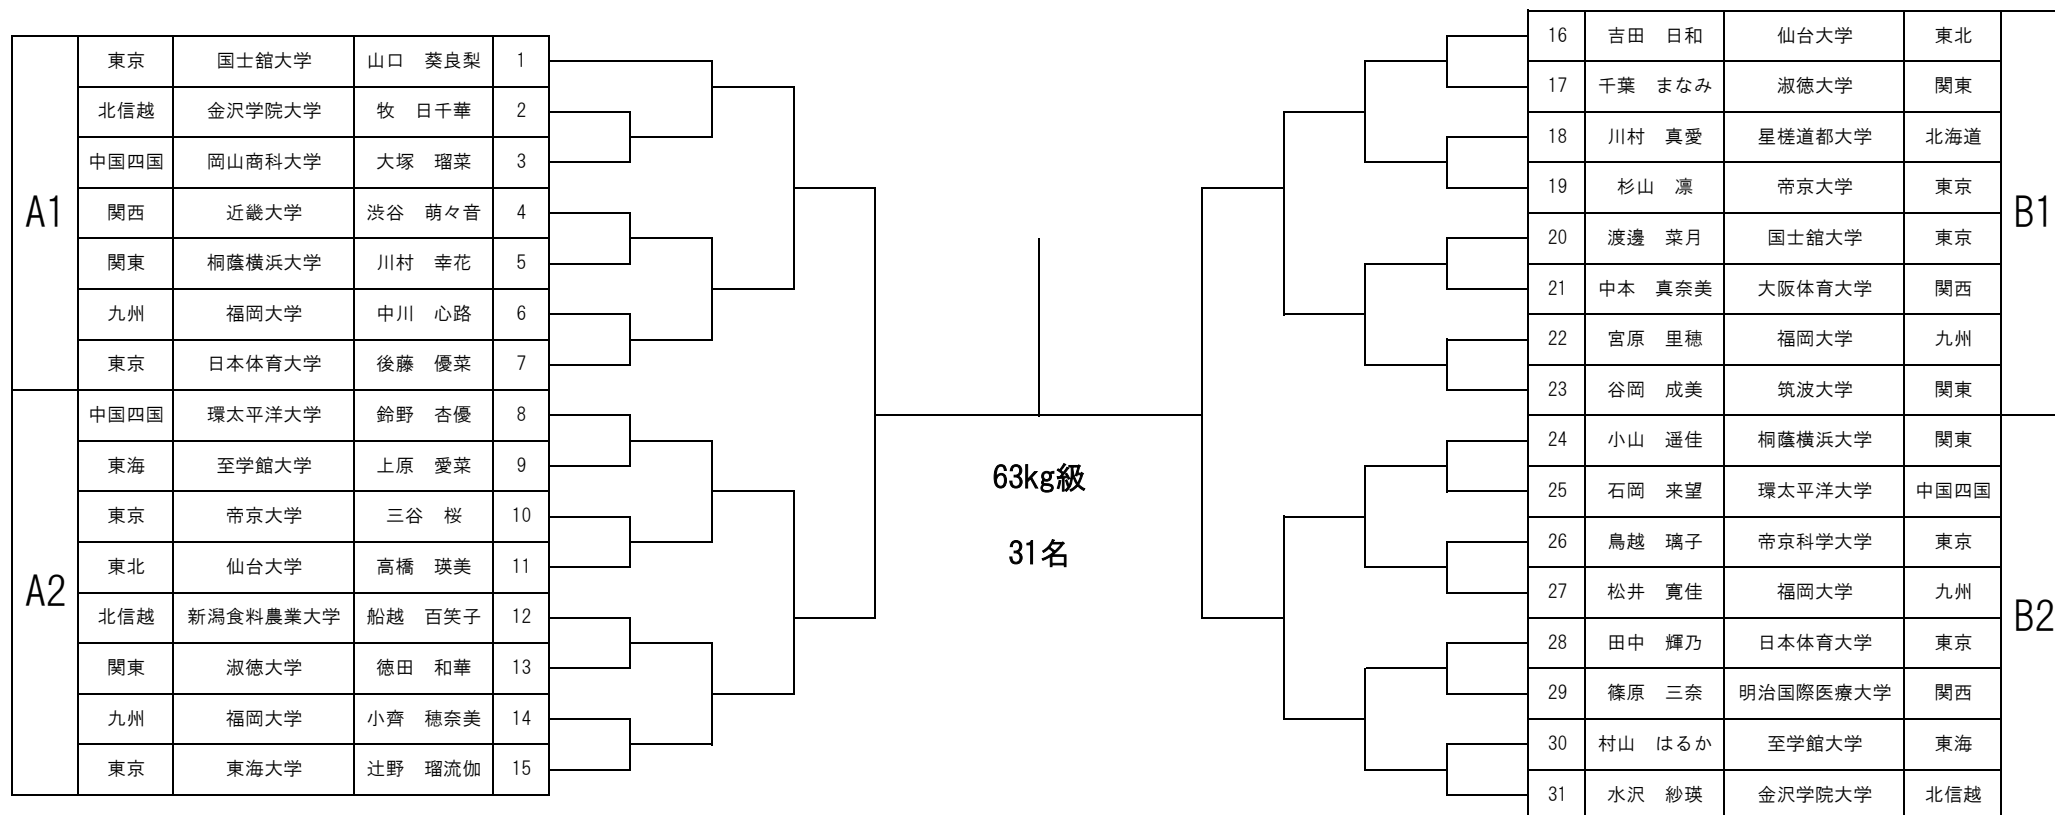 A1
東京 国士舘大学 山口 葵良梨 1
北信越 金沢学院大学 牧 日千華 2
中国四国 岡山商科大学 大塚 瑠菜 3
関西 近畿大学 渋谷 萌々音 4
関東 桐蔭横浜大学 川村 幸花 5
九州 福岡大学 中川 心路 6
東京 日本体育大学 後藤 優菜 7
A2
中国四国 環太平洋大学 鈴野 杏優 8
東海 至学館大学 上原 愛菜 9
東京 帝京大学 三谷 桜 10
東北 仙台大学 高橋 瑛美 11
北信越 新潟食料農業大学 船越 百笑子 12
関東 淑徳大学 徳田 和華 13
九州 福岡大学 小齊 穂奈美 14
東京 東海大学 辻野 瑠流伽 15
63kg級
31名
16 吉田 日和 仙台大学 東北
17 千葉 まなみ 淑徳大学 関東
18 川村 真愛 星槎道都大学 北海道
19 杉山 凛 帝京大学 東京
20 渡邊 菜月 国士舘大学 東京
21 中本 真奈美 大阪体育大学 関西
22 宮原 里穂 福岡大学 九州
23 谷岡 成美 筑波大学 関東
B1
24 小山 遥佳 桐蔭横浜大学 関東
25 石岡 来望 環太平洋大学 中国四国
26 鳥越 璃子 帝京科学大学 東京
27 松井 寛佳 福岡大学 九州
28 田中 輝乃 日本体育大学 東京
29 篠原 三奈 明治国際医療大学 関西
30 村山 はるか 至学館大学 東海
31 水沢 紗瑛 金沢学院大学 北信越
B2